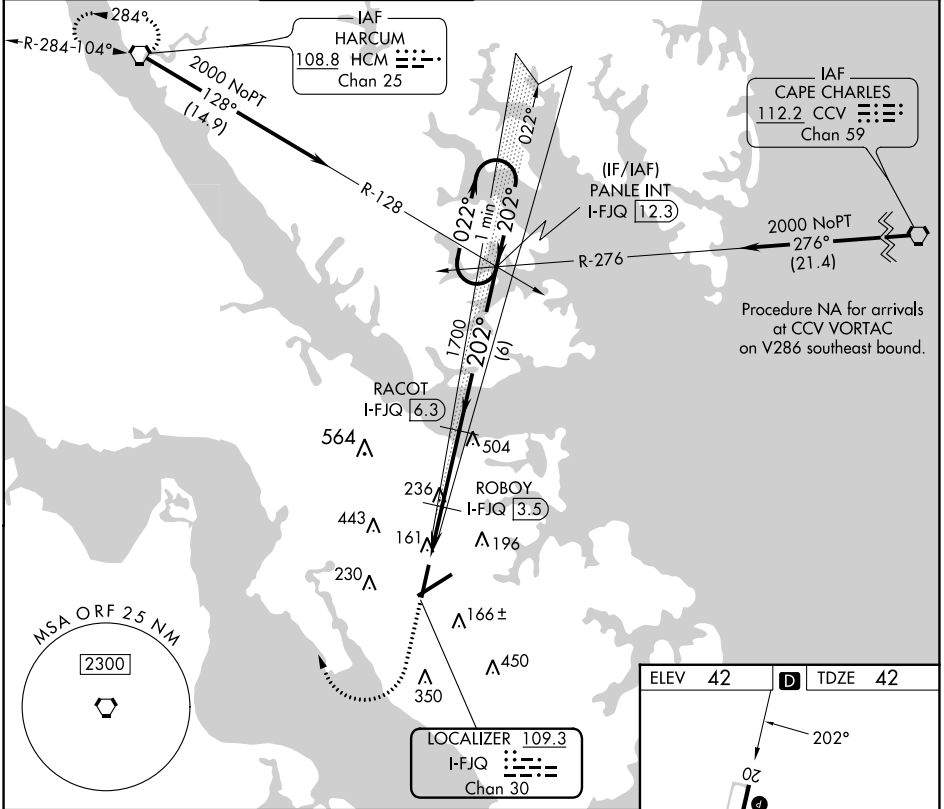 284°
R-284-104°
IAF
HARCUM
108.8 HCM
Chan 25
2000 NoPT
128°
(14.9)
R-128
022°
IAF
CAPE CHARLES
112.2 CCV
Chan 59
(IF/IAF)
PANLE INT
I-FJQ 12.3
022°
1 min
202°
2000 NoPT
276°
(21.4)
R-276
Procedure NA for arrivals
at CCV VORTAC
on V286 southeast bound.
1700
202°
(6)
RACOT
I-FJQ 6.3
564
504
236
ROBOY
I-FJQ 3.5
443
161
196
230
166±
450
350
MSA ORF 25 NM
2300
LOCALIZER 109.3
I-FJQ
Chan 30
ELEV 42 D TDZE 42
202°
20
P